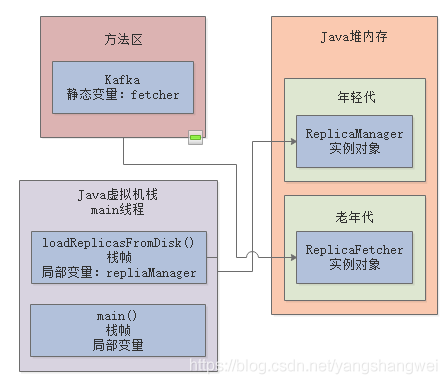 方法区
Kafka
静态变量：fetcher
Java虚拟机栈
main线程
loadReplicasFromDisk()
栈帧
局部变量：repliaManager
main()
栈帧
局部变量
Java堆内存
年轻代
ReplicaManager
实例对象
老年代
ReplicaFetcher
实例对象
https://blog.csdn.net/yangshangwei